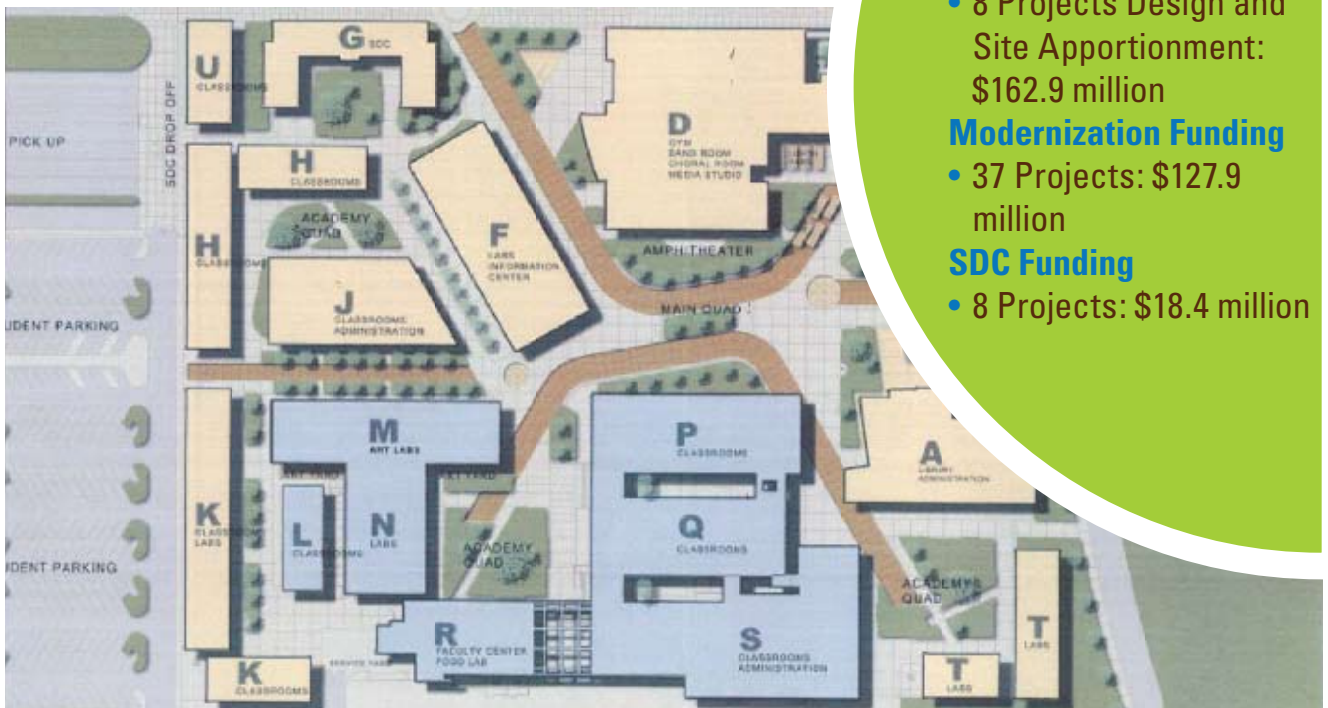 • 8 Projects Design and
Site Apportionment:
$162.9 million
Modernization Funding
• 37 Projects: $127.9
million
SDC Funding
• 8 Projects: $18.4 million
G SDC
U
CLASSROOMS
SDC DROP OFF
PICK UP
D
GYM
BAND ROOM
CHORAL ROOM
MEDIA STUDIO
H
CLASSROOMS
ACADEMY
QUAD
F
LABS
INFORMATION
CENTER
H
CLASSROOMS
AMPHITHEATER
J
CLASSROOMS
ADMINISTRATION
MAIN QUAD
UDENT PARKING
M
ART LABS
P
CLASSROOMS
A
LIBRARY
ADMINISTRATION
ART YARD
K
CLASSROOMS
LABS
L
CLASSROOMS
N
LABS
Q
CLASSROOMS
ACADEMY
QUAD
UDENT PARKING
ACADEMY
QUAD
R
FACULTY CENTER
FOOD LAB
S
CLASSROOMS
ADMINISTRATION
T
LABS
SERVICE YARD
K
CLASSROOMS
T
LABS